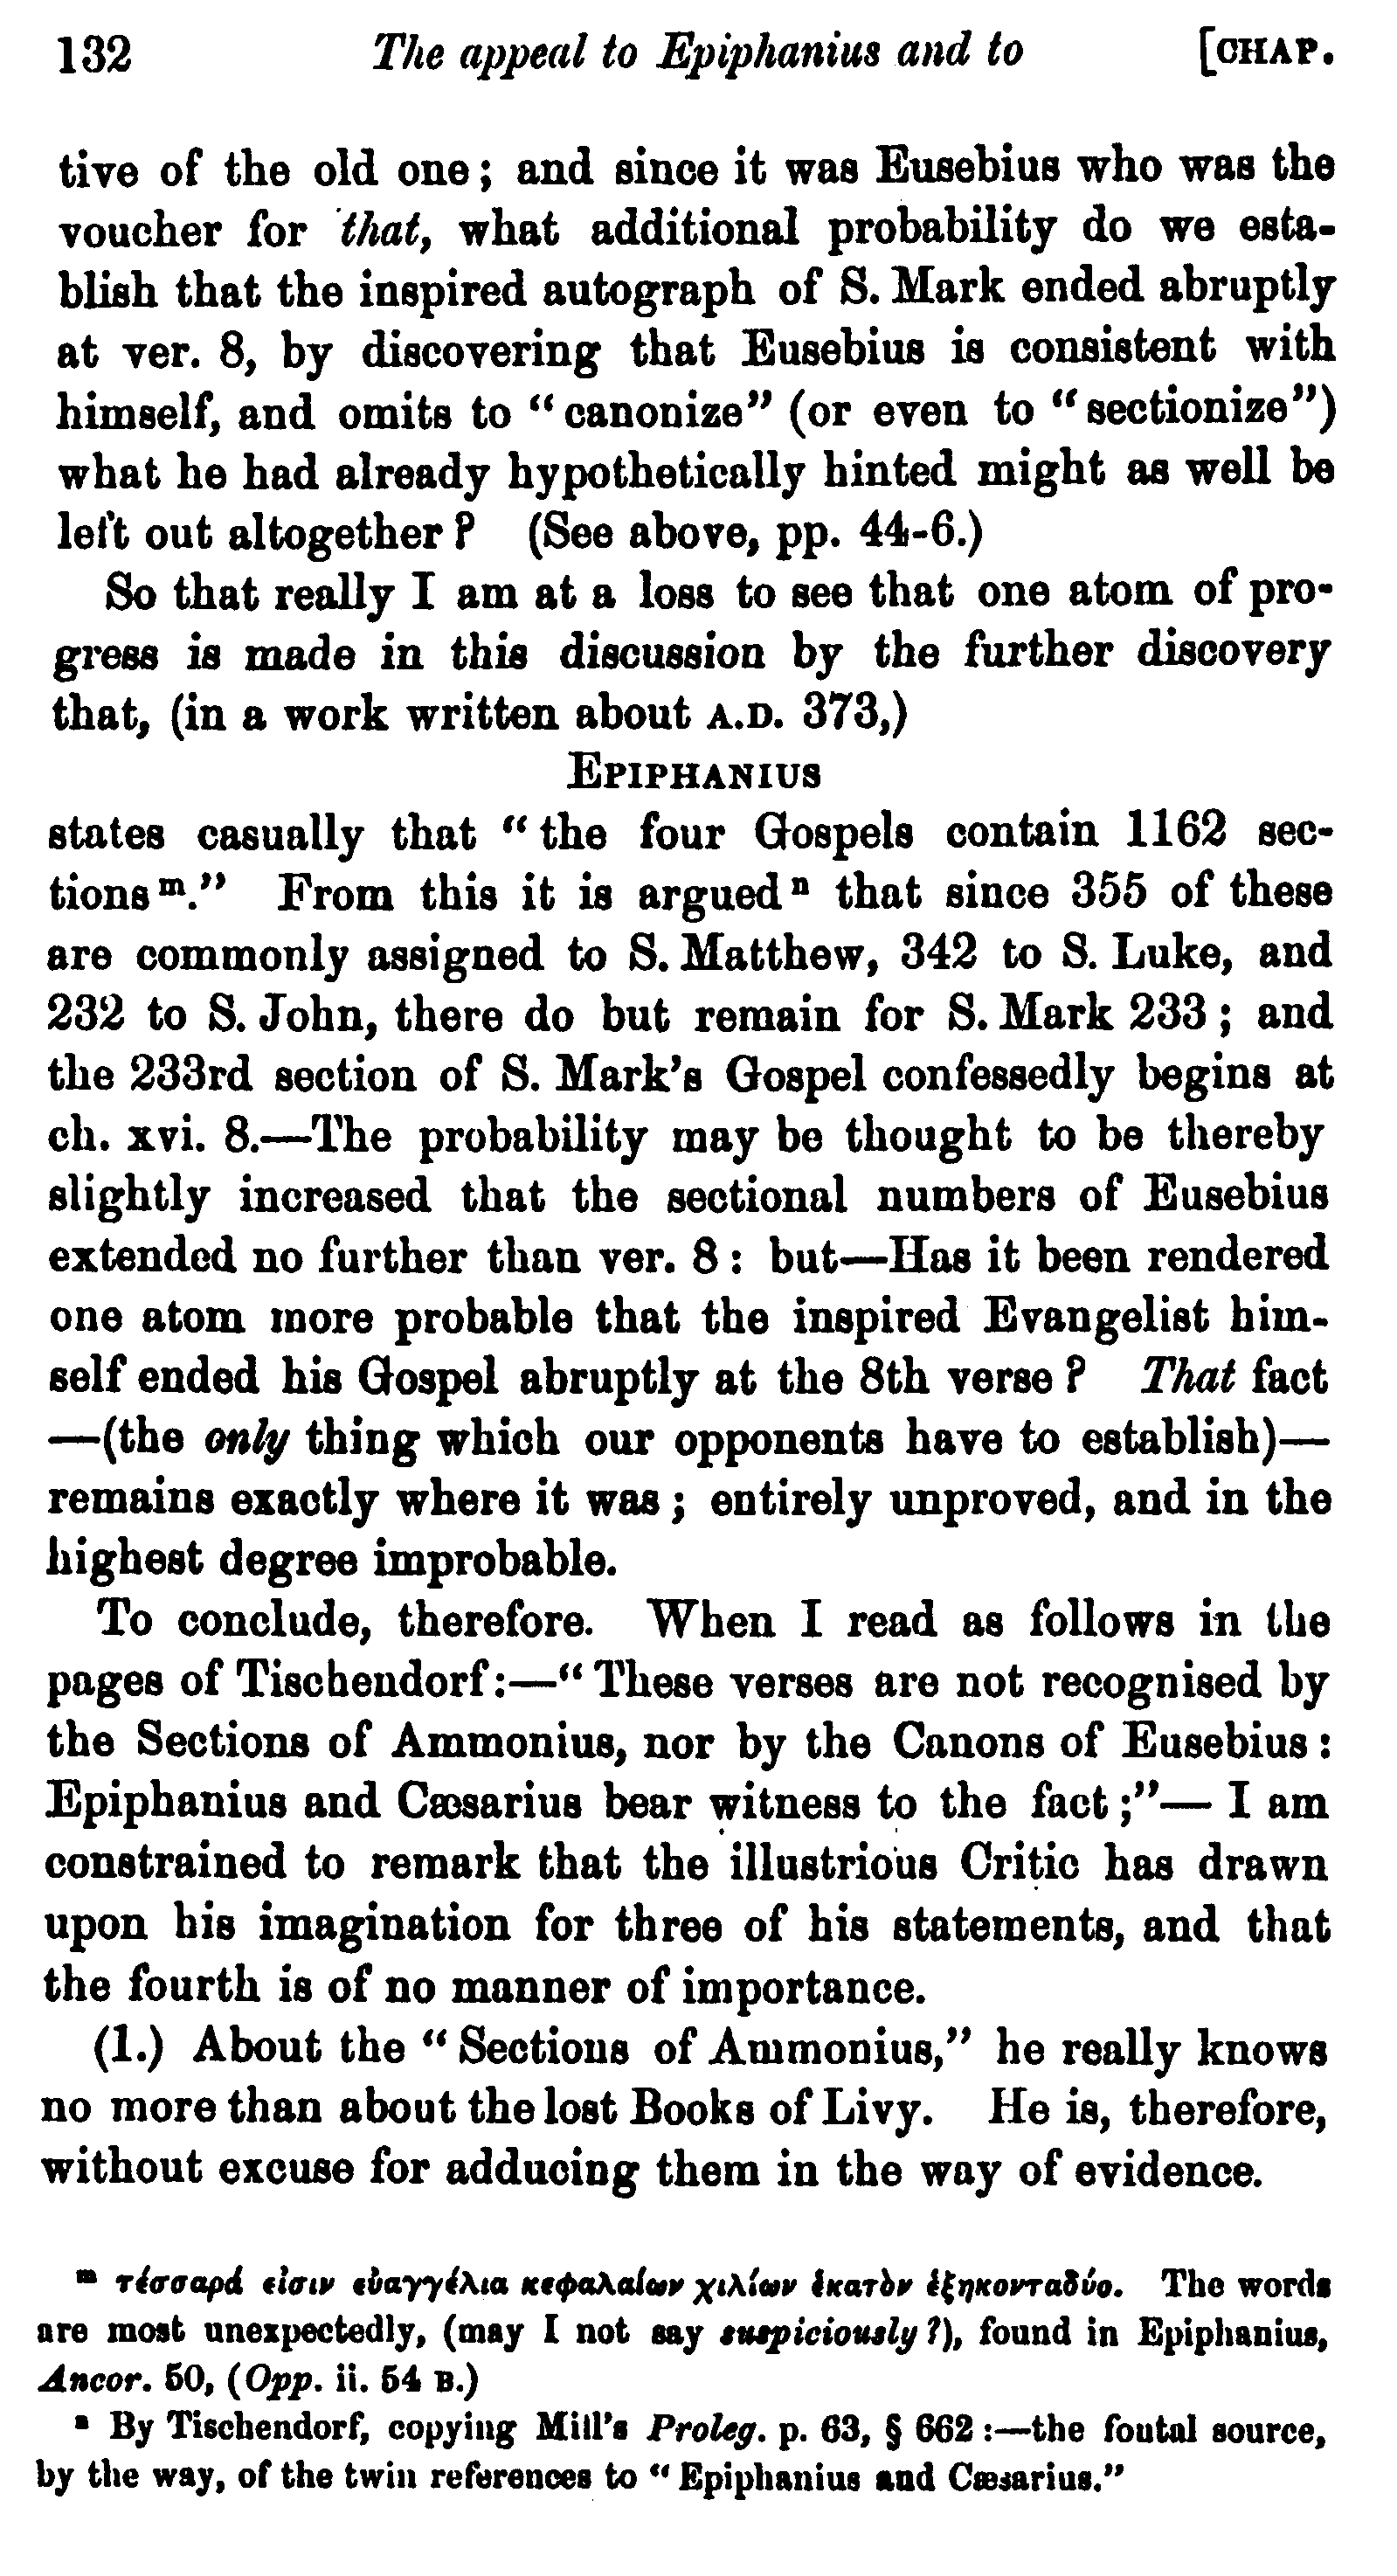 132 The appeal to Epiphanius and to [CHAP.
tive of the old one; and since it was Eusebius who was the
voucher for that, what additional probability do we esta-
blish that the inspired autograph of S. Mark ended abruptly
at ver. 8, by discovering that Eusebius is consistent with
himself, and omits to “canonize” (or even to “sectionize”)
what he had already hypothetically hinted might as well be
left out altogether? (See above, pp. 44-6.)
So that really I am at a loss to see that one atom of pro-
gress is made in this discussion by the further discovery
that, (in a work written about A.D. 373,)
EPIPHANIUS
states casually that “the four Gospels contain 1162 sec-
tions ᵐ.” From this it is argued ⁿ that since 355 of these
are commonly assigned to S. Matthew, 342 to S. Luke, and
232 to S. John, there do but remain for S. Mark 233; and
the 233rd section of S. Mark’s Gospel confessedly begins at
ch. xvi. 8.—The probability may be thought to be thereby
slightly increased that the sectional numbers of Eusebius
extended no further than ver. 8: but—Has it been rendered
one atom more probable that the inspired Evangelist him-
self ended his Gospel abruptly at the 8th verse? That fact
—(the only thing which our opponents have to establish)—
remains exactly where it was; entirely unproved, and in the
highest degree improbable.
To conclude, therefore. When I read as follows in the
pages of Tischendorf:—“These verses are not recognised by
the Sections of Ammonius, nor by the Canons of Eusebius:
Epiphanius and Cæsarius bear witness to the fact;”— I am
constrained to remark that the illustrious Critic has drawn
upon his imagination for three of his statements, and that
the fourth is of no manner of importance.
(1.) About the “Sections of Ammonius,” he really knows
no more than about the lost Books of Livy. He is, therefore,
without excuse for adducing them in the way of evidence.
ᵐ τέσσαρά εἰσιν εὐαγγέλια κεφαλαίων χιλίων ἑκατὸν ἑξηκονταδύο. The words
are most unexpectedly, (may I not say suspiciously?), found in Epiphanius,
Ancor. 50, (Opp. ii. 54 B.)
ⁿ By Tischendorf, copying Mill’s Proleg. p. 63, § 662:—the fontal source,
by the way, of the twin references to “Epiphanius and Cæsarius.”